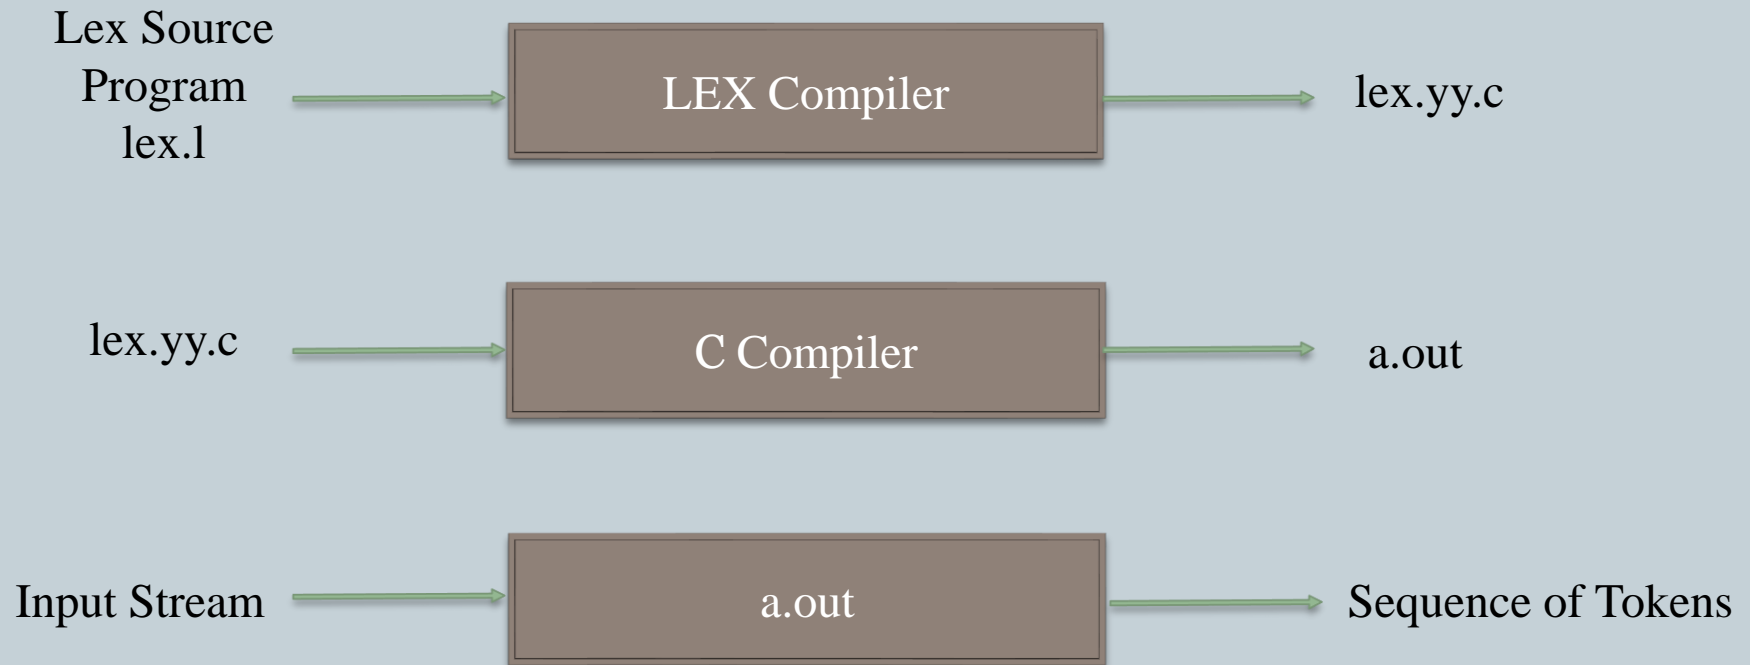 Lex Source
Program
lex.l
LEX Compiler
lex.yy.c
lex.yy.c
C Compiler
a.out
Input Stream
a.out
Sequence of Tokens